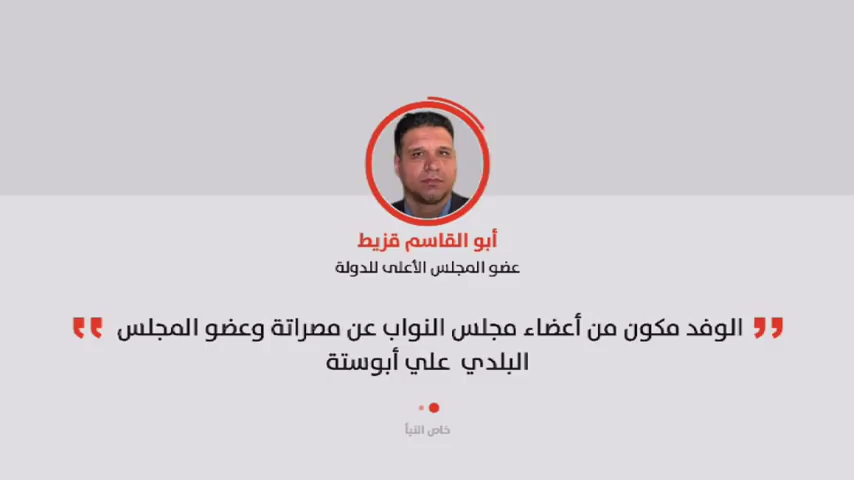 أبو القاسم قزيط
عضو المجلس الأعلى للدولة
الوفد مكون من أعضاء مجلس النواب عن مصراتة وعضو المجلس
البلدي علي أبوستة
خاص النبأ